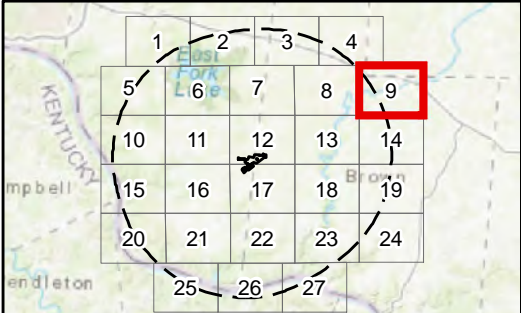 1 2 3 4
East
Fork
Lake
5 6 7 8 9
KENTUCKY
10 11 12 13 14
mpbell
Brown
15 16 17 18 19
20 21 22 23 24
endleton
25 26 27